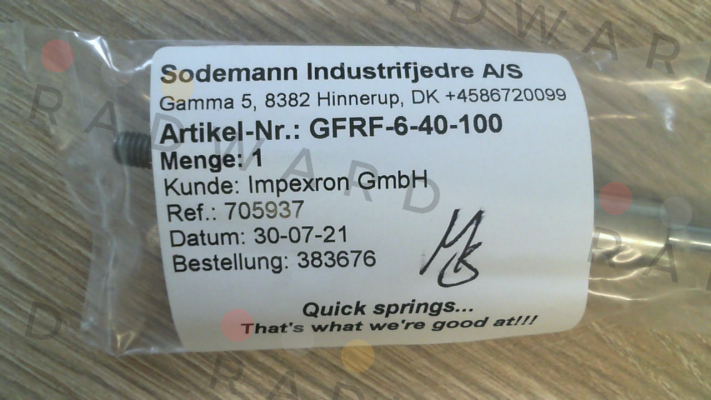 Sodemann Industrifjedre A/S
Gamma 5, 8382 Hinnerup, DK +4586720099
Artikel-Nr.: GFRF-6-40-100
Menge: 1
Kunde: Impexron GmbH
Ref.: 705937
Datum: 30-07-21
Bestellung: 383676
Quick springs...
That's what we're good at!!!